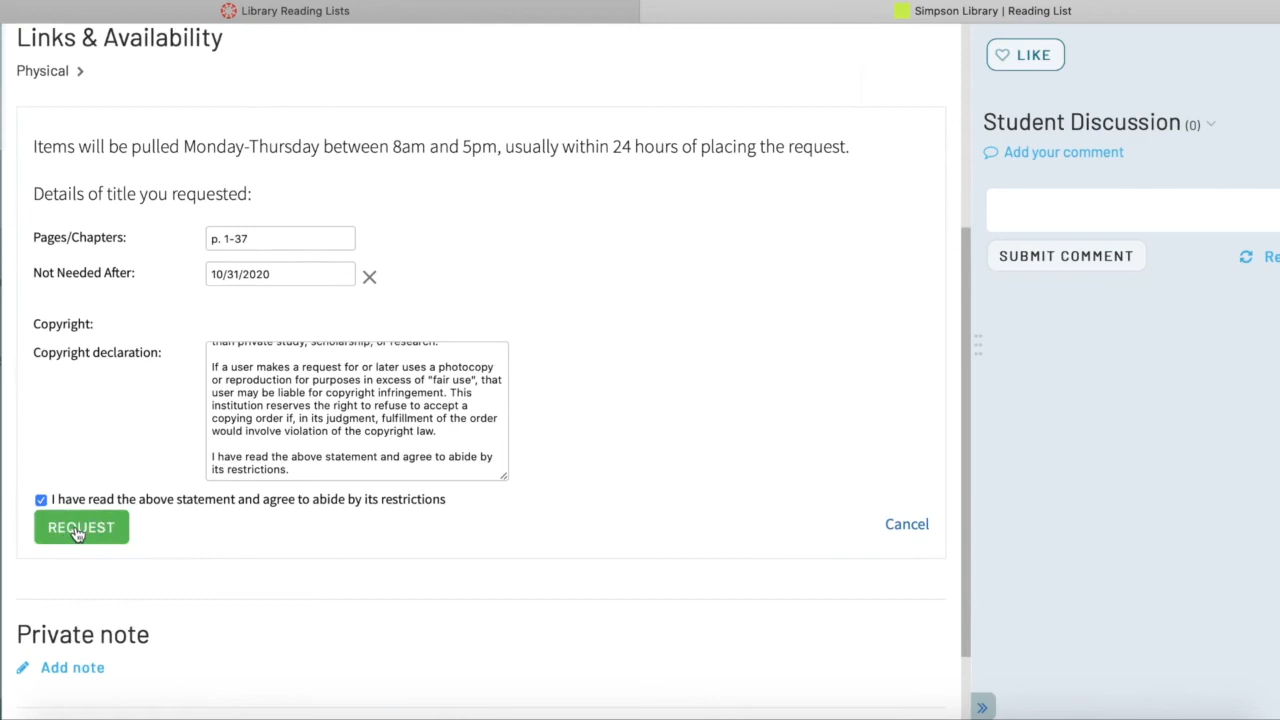 Library Reading Lists
Simpson Library | Reading List
Links & Availability
Physical
Items will be pulled Monday-Thursday between 8am and 5pm, usually within 24 hours of placing the request.
Details of title you requested:
Pages/Chapters:
p. 1-37
Not Needed After:
10/31/2020
Copyright:
Copyright declaration:
than private study, scholarship, or research.
If a user makes a request for or later uses a photocopy
or reproduction for purposes in excess of "fair use", that
user may be liable for copyright infringement. This
institution reserves the right to refuse to accept a
copying order if, in its judgment, fulfillment of the order
would involve violation of the copyright law.
I have read the above statement and agree to abide by
its restrictions.
I have read the above statement and agree to abide by its restrictions
REQUEST
Cancel
Private note
Add note
LIKE
Student Discussion (0)
Add your comment
SUBMIT COMMENT
Re